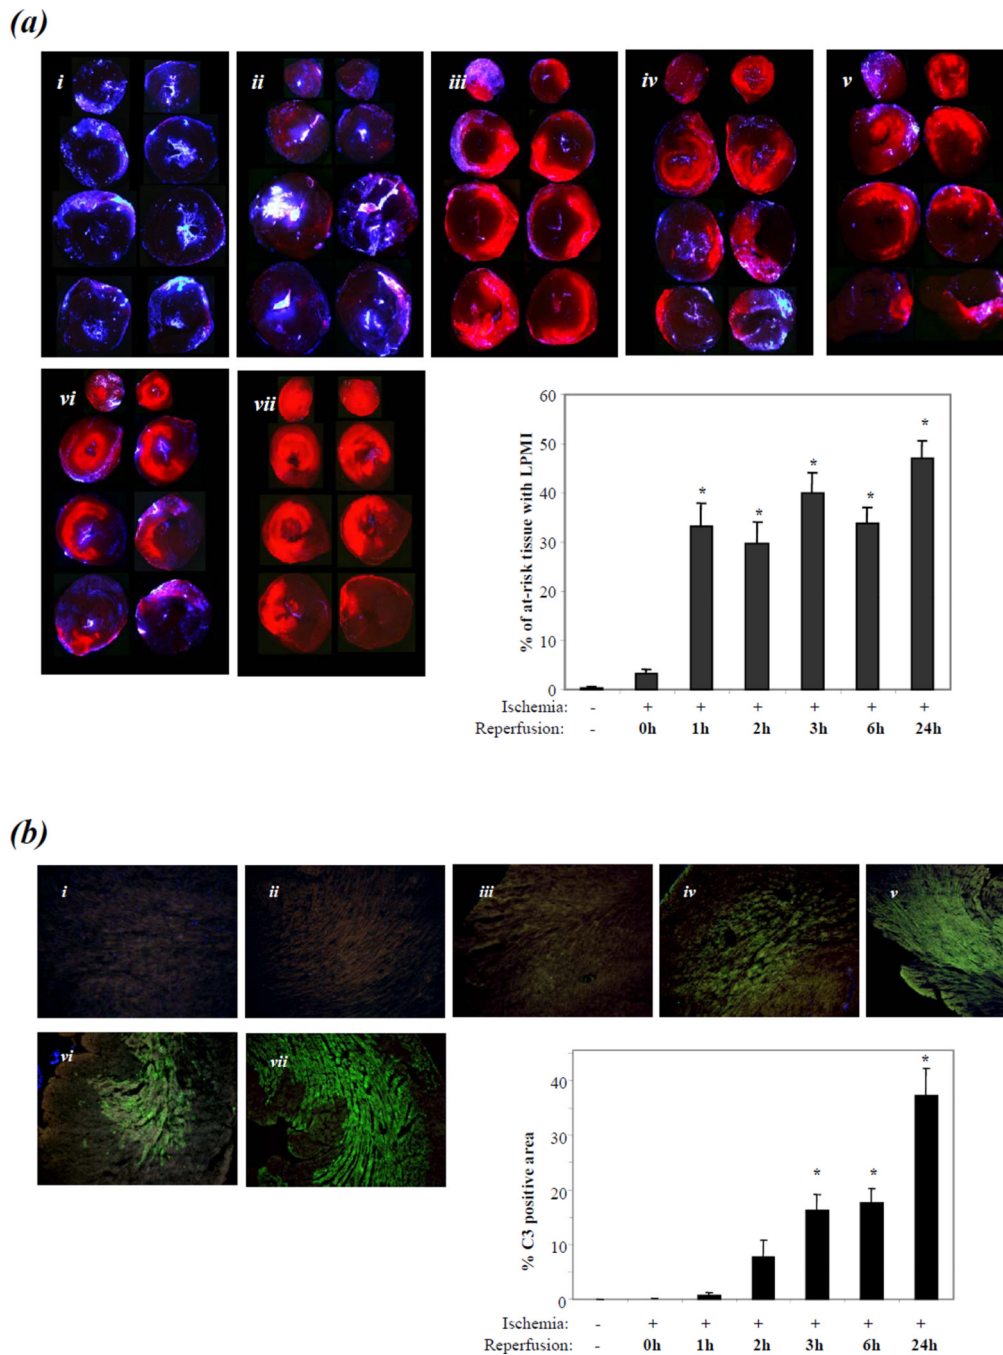 (a)
i ii iii iv v
vi vii
60
50
40
30
20
10
0
% of at-risk tissue with LPMI
* * * * *
Ischemia: - + + + + + +
Reperfusion: - 0h 1h 2h 3h 6h 24h
(b)
i ii iii iv v
vi vii
40
30
20
10
0
% C3 positive area
* * *
Ischemia: - + + + + + +
Reperfusion: - 0h 1h 2h 3h 6h 24h